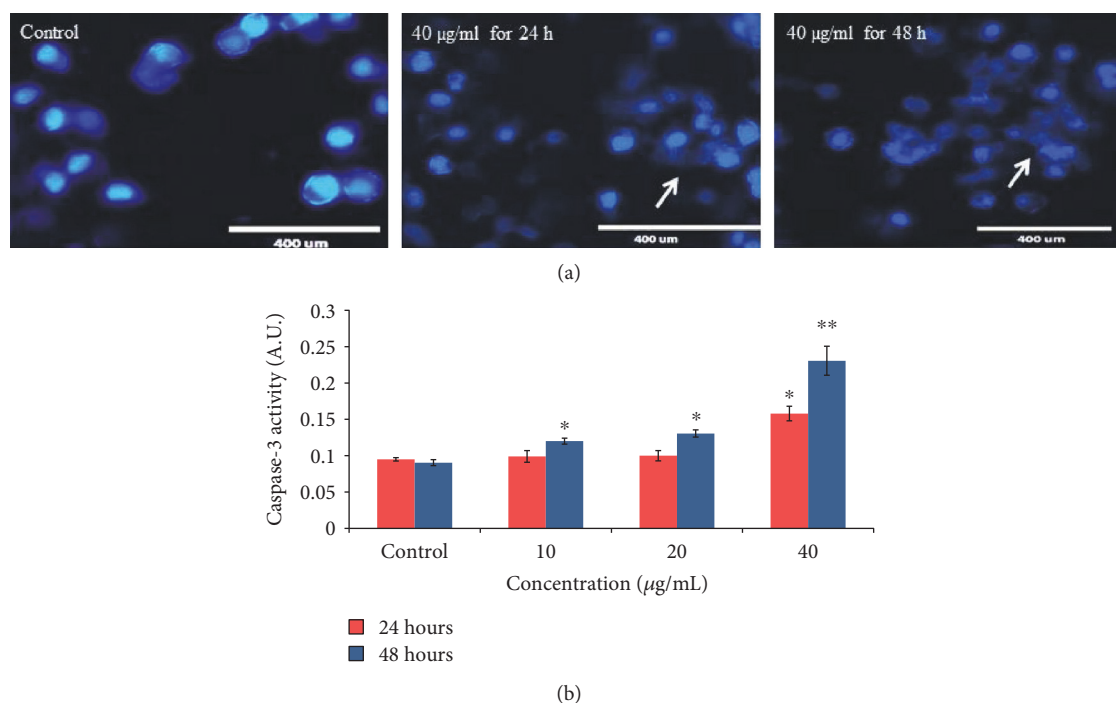 Control
40 µg/ml for 24 h
40 µg/ml for 48 h
400 um
400 um
400 um
(a)
Caspase-3 activity (A.U.)
0.3
0.25
0.2
0.15
0.1
0.05
0
*
*
*
**
Control
10
20
40
Concentration (µg/mL)
24 hours
48 hours
(b)